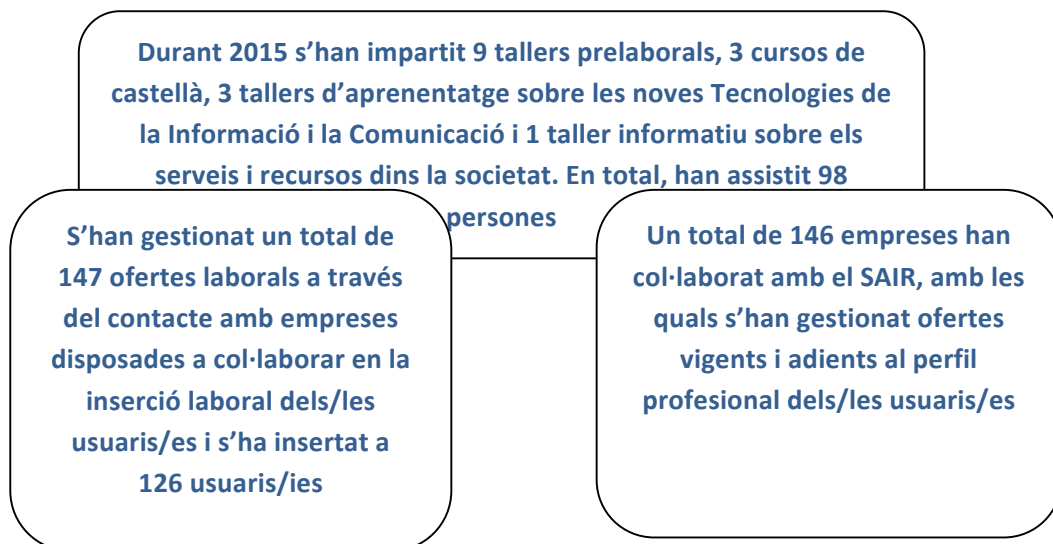 Durant 2015 s’han impartit 9 tallers prelaborals, 3 cursos de
castellà, 3 tallers d’aprenentatge sobre les noves Tecnologies de
la Informació i la Comunicació i 1 taller informatiu sobre els
serveis i recursos dins la societat. En total, han assistit 98
persones
S’han gestionat un total de
147 ofertes laborals a través
del contacte amb empreses
disposades a col·laborar en la
inserció laboral dels/les
usuaris/es i s’ha insertat a
126 usuaris/ies
Un total de 146 empreses han
col·laborat amb el SAIR, amb les
quals s’han gestionat ofertes
vigents i adients al perfil
profesional dels/les usuaris/es